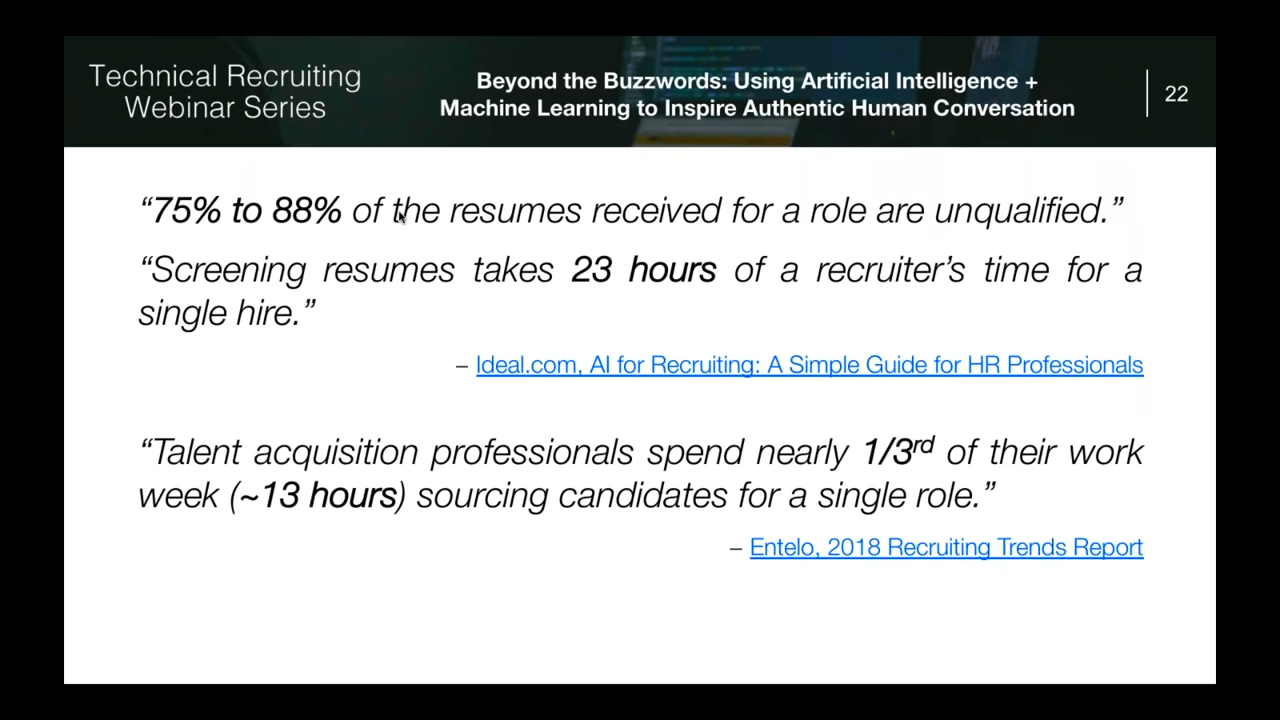 Technical Recruiting
Webinar Series
Beyond the Buzzwords: Using Artificial Intelligence +
Machine Learning to Inspire Authentic Human Conversation
22
“75% to 88% of the resumes received for a role are unqualified.”
“Screening resumes takes 23 hours of a recruiter’s time for a
single hire.”
– Ideal.com, AI for Recruiting: A Simple Guide for HR Professionals
“Talent acquisition professionals spend nearly 1/3rd of their work
week (~13 hours) sourcing candidates for a single role.”
– Entelo, 2018 Recruiting Trends Report